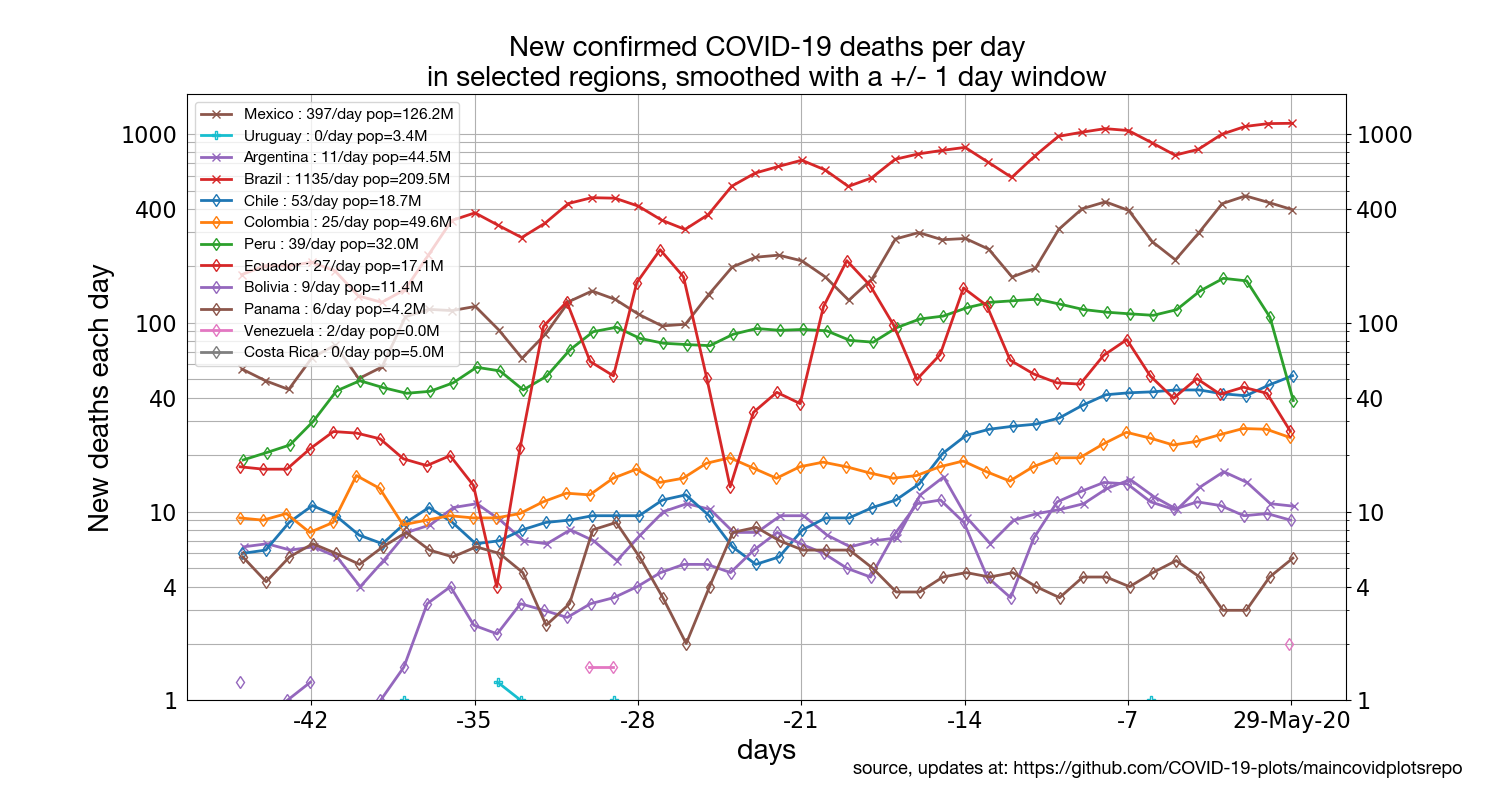 New confirmed COVID-19 deaths per day
in selected regions, smoothed with a +/- 1 day window
New deaths each day
1000
400
100
40
10
4
1
Mexico : 397/day pop=126.2M
Uruguay : 0/day pop=3.4M
Argentina : 11/day pop=44.5M
Brazil : 1135/day pop=209.5M
Chile : 53/day pop=18.7M
Colombia : 25/day pop=49.6M
Peru : 39/day pop=32.0M
Ecuador : 27/day pop=17.1M
Bolivia : 9/day pop=11.4M
Panama : 6/day pop=4.2M
Venezuela : 2/day pop=0.0M
Costa Rica : 0/day pop=5.0M
1000
400
100
40
10
4
1
-42 -35 -28 -21 -14 -7 29-May-20
days
source, updates at: https://github.com/COVID-19-plots/maincovidplotsrepo